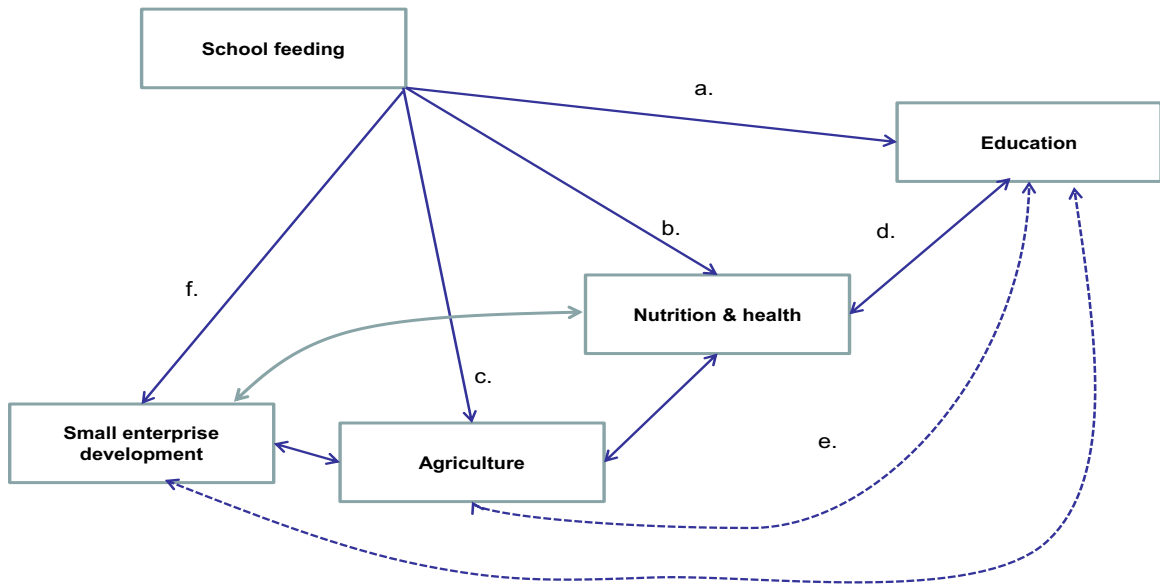 School feeding
a.
Education
b.
d.
f.
Nutrition & health
c.
Small enterprise
development
Agriculture
e.